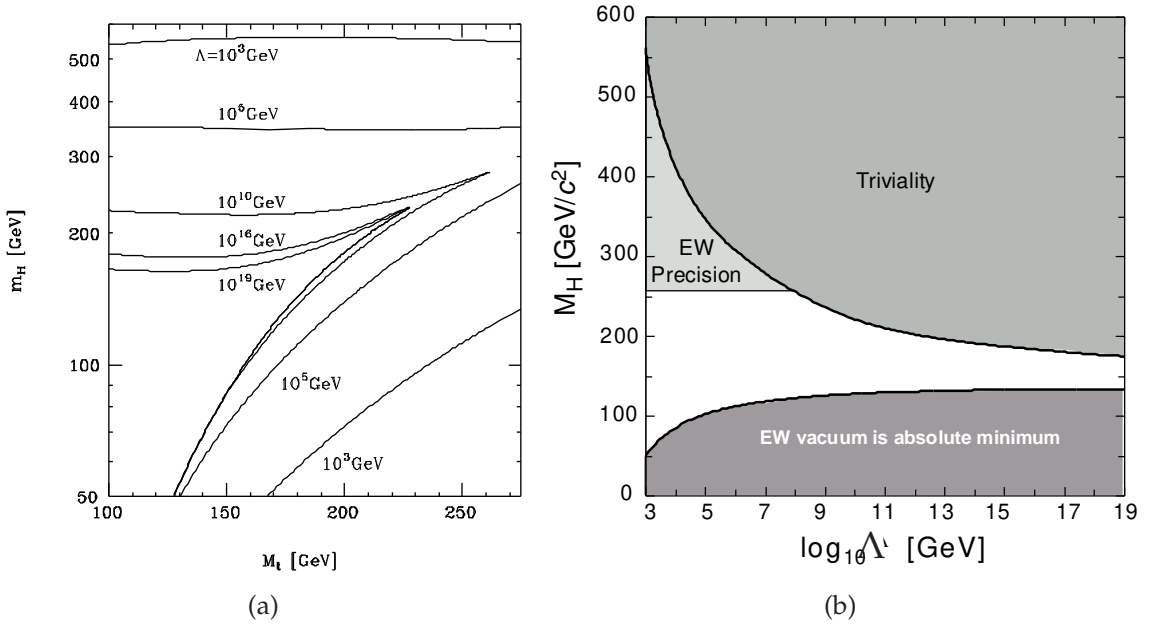 500
400
300
200
100
50
100
150
200
250
m_H [GeV]
M_t [GeV]
Λ=10³GeV
10⁵GeV
10¹⁰GeV
10¹⁶GeV
10¹⁹GeV
10⁵GeV
10³GeV
(a)
600
500
400
300
200
100
0
3 5 7 9 11 13 15 17 19
M_H [GeV/c²]
Triviality
EW
Precision
EW vacuum is absolute minimum
log₁₀Λ [GeV]
(b)